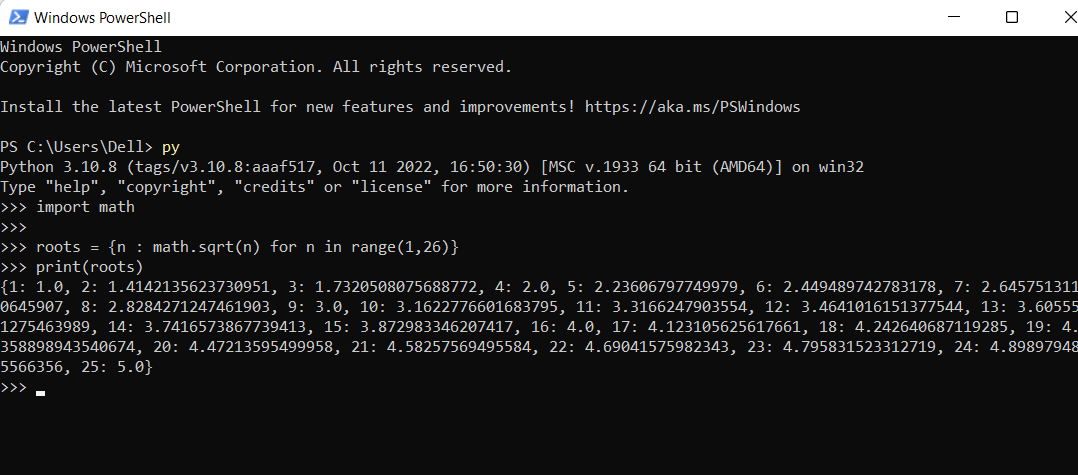 Windows PowerShell
Windows PowerShell
Copyright (C) Microsoft Corporation. All rights reserved.
Install the latest PowerShell for new features and improvements! https://aka.ms/PSWindows
PS C:\Users\Dell> py
Python 3.10.8 (tags/v3.10.8:aaaf517, Oct 11 2022, 16:50:30) [MSC v.1933 64 bit (AMD64)] on win32
Type "help", "copyright", "credits" or "license" for more information.
>>> import math
>>>
>>> roots = {n : math.sqrt(n) for n in range(1,26)}
>>> print(roots)
{1: 1.0, 2: 1.4142135623730951, 3: 1.7320508075688772, 4: 2.0, 5: 2.23606797749979, 6: 2.449489742783178, 7: 2.645751311
0645907, 8: 2.8284271247461903, 9: 3.0, 10: 3.1622776601683795, 11: 3.3166247903554, 12: 3.4641016151377544, 13: 3.60555
1275463989, 14: 3.7416573867739413, 15: 3.872983346207417, 16: 4.0, 17: 4.123105625617661, 18: 4.242640687119285, 19: 4.
358898943540674, 20: 4.47213595499958, 21: 4.58257569495584, 22: 4.69041575982343, 23: 4.795831523312719, 24: 4.89897948
5566356, 25: 5.0}
>>>